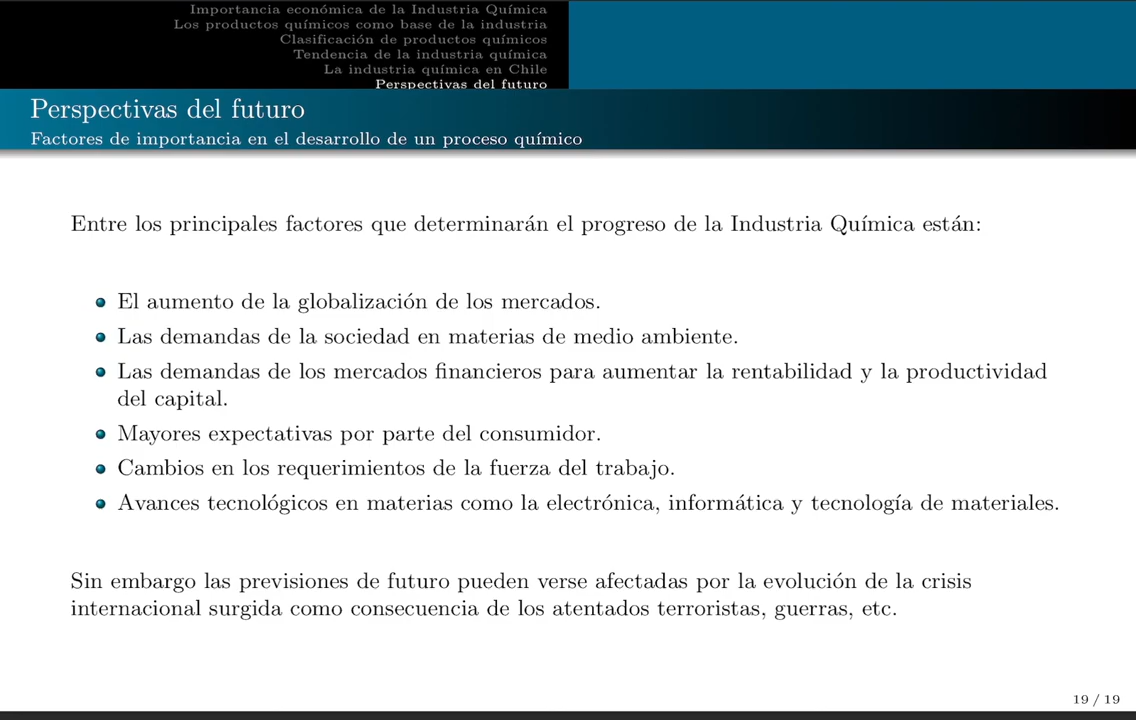 Importancia económica de la Industria Química
Los productos químicos como base de la industria
Clasificación de productos químicos
Tendencia de la industria química
La industria química en Chile
Perspectivas del futuro
Perspectivas del futuro
Factores de importancia en el desarrollo de un proceso químico
Entre los principales factores que determinarán el progreso de la Industria Química están:
El aumento de la globalización de los mercados.
Las demandas de la sociedad en materias de medio ambiente.
Las demandas de los mercados financieros para aumentar la rentabilidad y la productividad
del capital.
Mayores expectativas por parte del consumidor.
Cambios en los requerimientos de la fuerza del trabajo.
Avances tecnológicos en materias como la electrónica, informática y tecnología de materiales.
Sin embargo las previsiones de futuro pueden verse afectadas por la evolución de la crisis
internacional surgida como consecuencia de los atentados terroristas, guerras, etc.
19 / 19